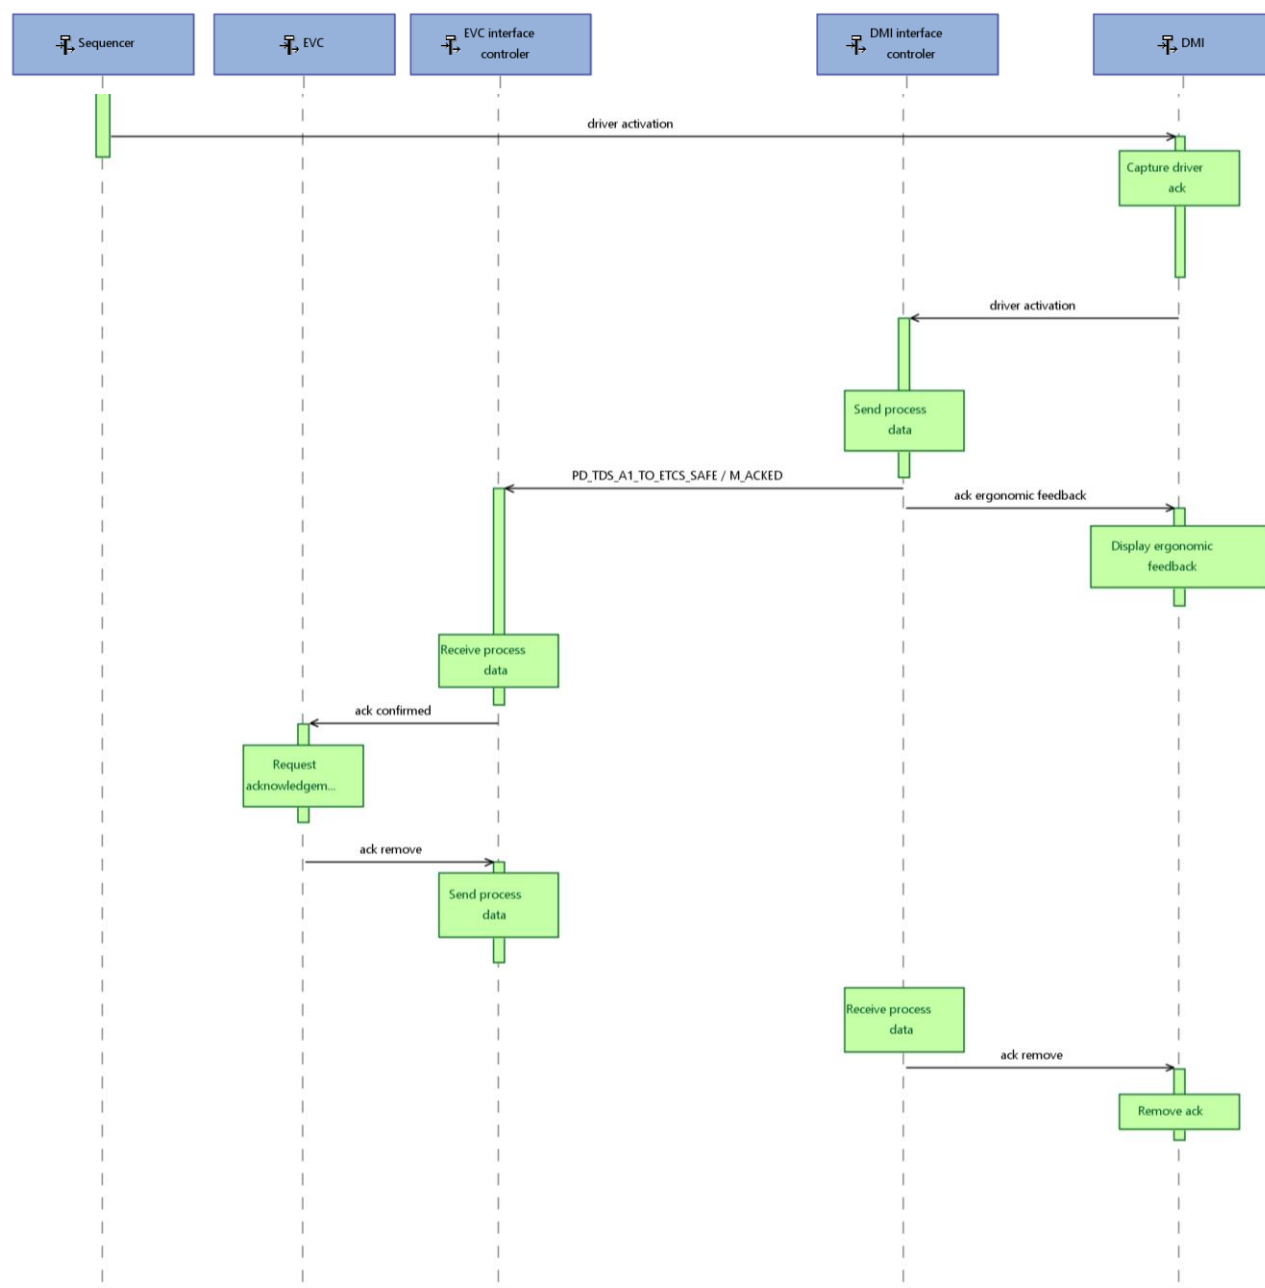 Sequencer
EVC
EVC interface
controler
DMI interface
controler
DMI
driver activation
Capture driver
ack
driver activation
Send process
data
PD_TDS_A1_TO_ETCS_SAFE / M_ACKED
ack ergonomic feedback
Display ergonomic
feedback
Receive process
data
ack confirmed
Request
acknowledgem...
ack remove
Send process
data
Receive process
data
ack remove
Remove ack